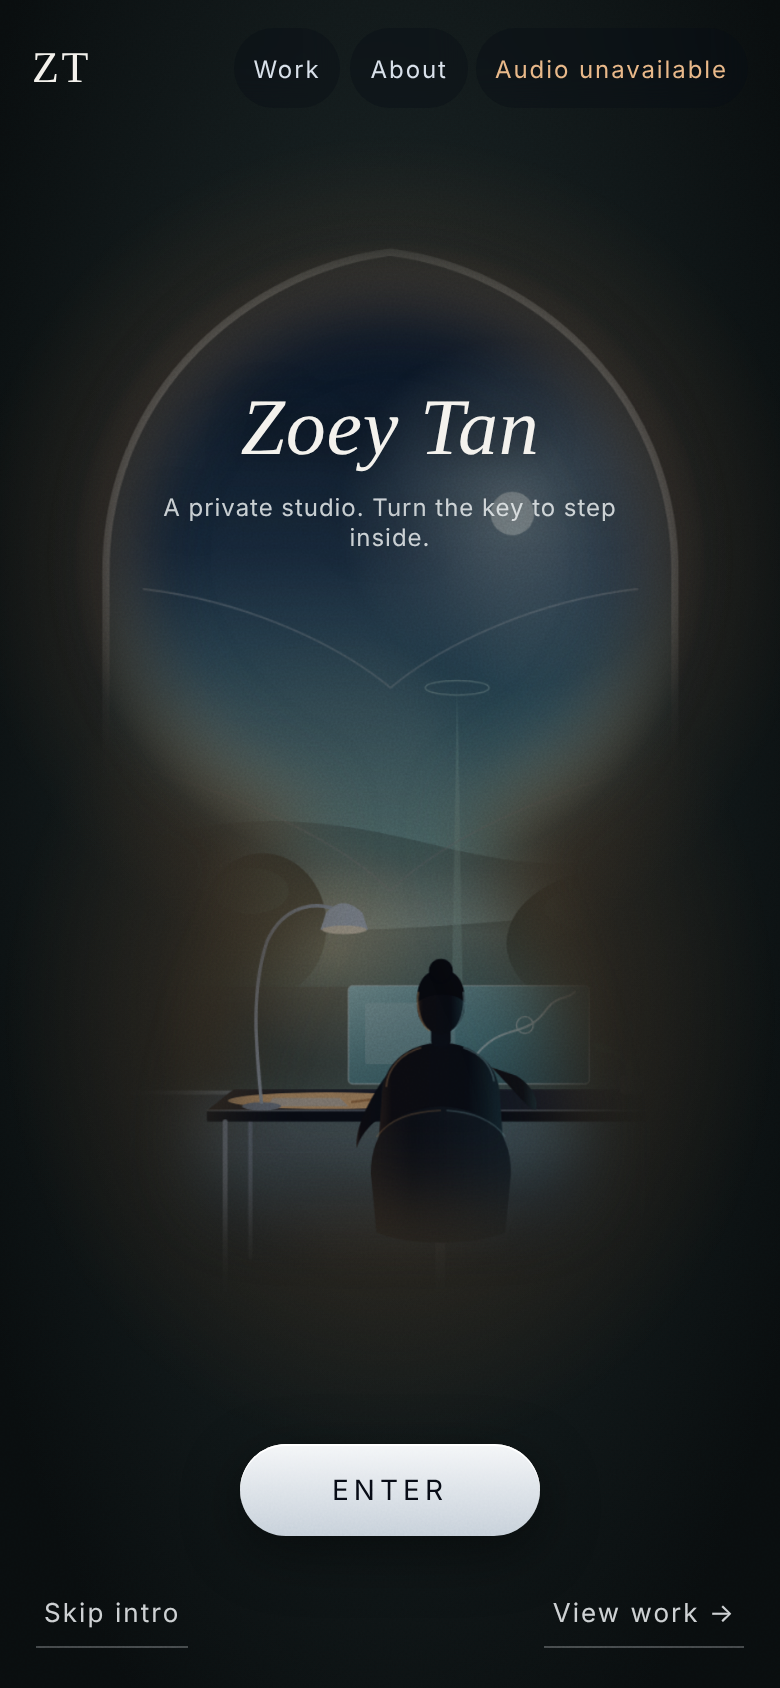 ZT
Work
About
Audio unavailable
Zoey Tan
A private studio. Turn the key to step
inside.
ENTER
Skip intro
View work →